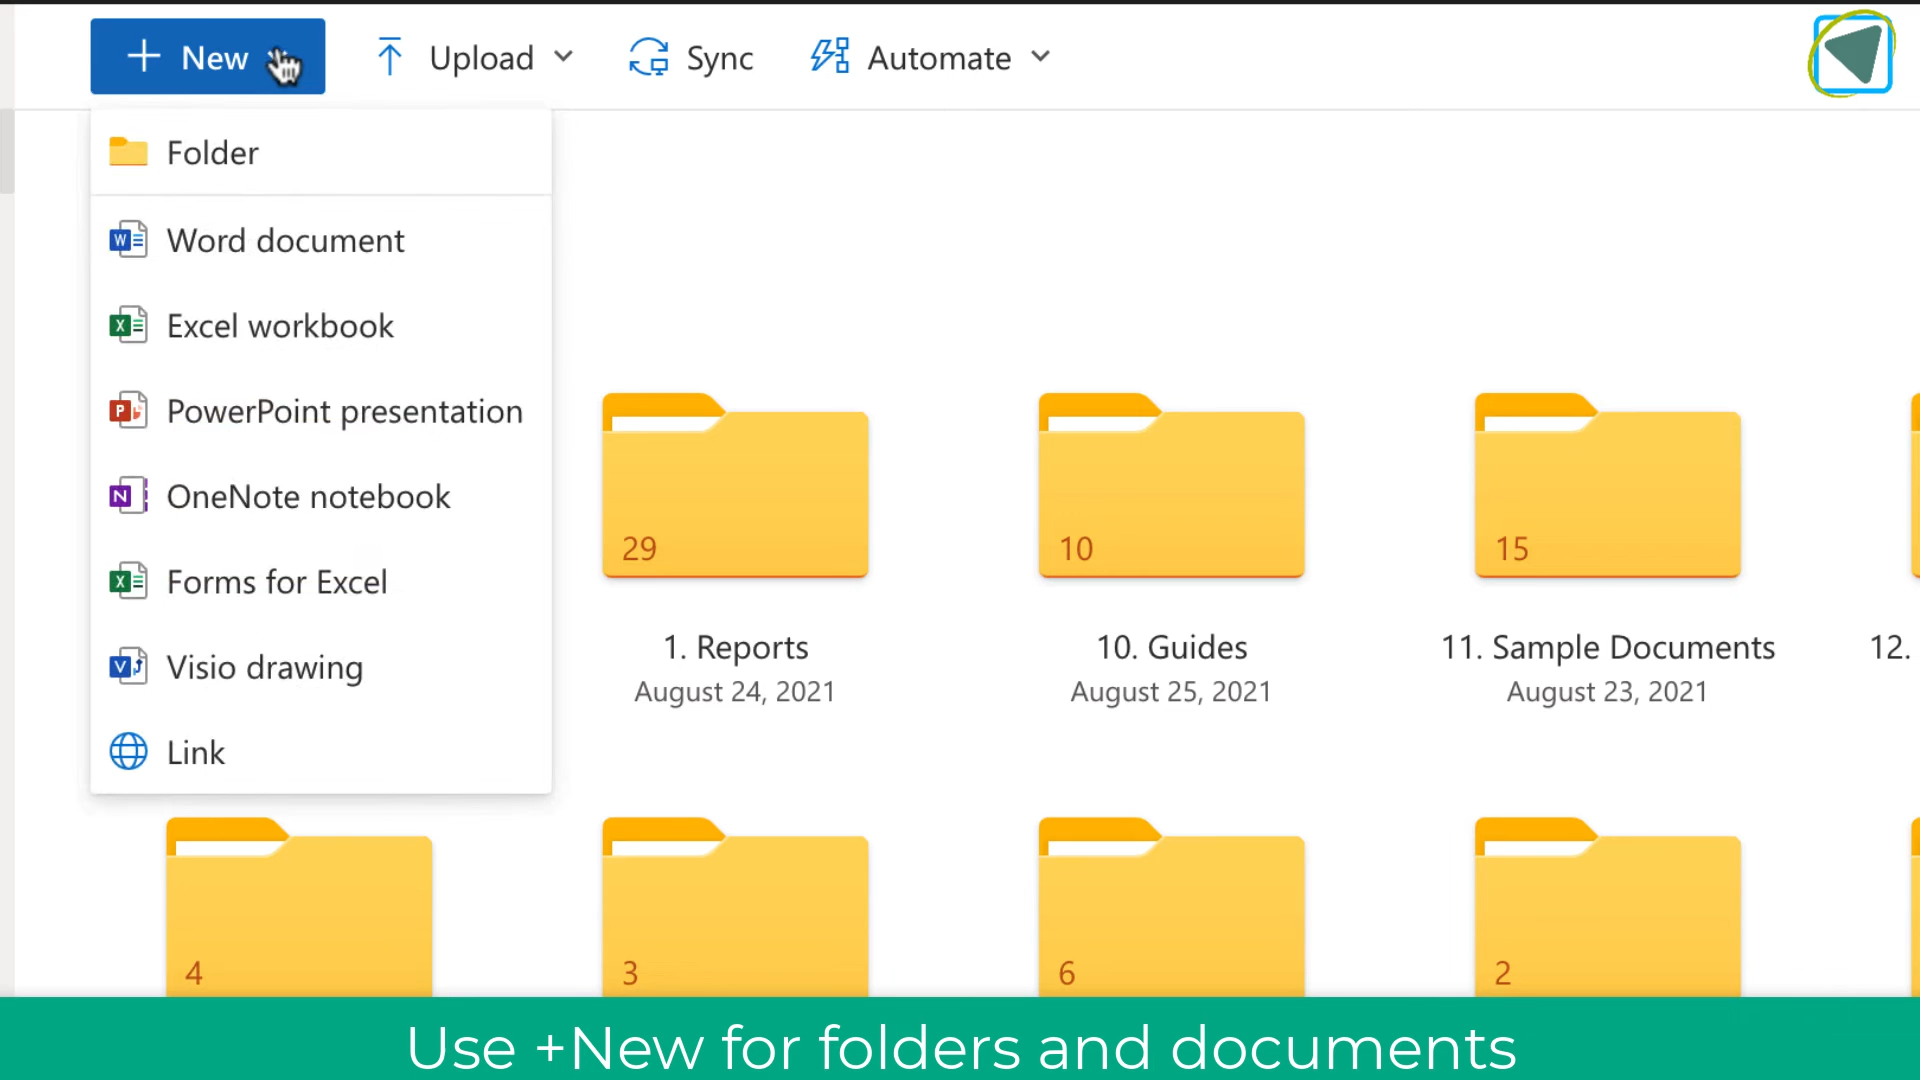 New
Upload
Sync
Automate
Folder
Word document
Excel workbook
PowerPoint presentation
OneNote notebook
Forms for Excel
Visio drawing
Link
29
10
15
1. Reports
10. Guides
11. Sample Documents
12.
August 24, 2021
August 25, 2021
August 23, 2021
4
3
6
2
Use +New for folders and documents